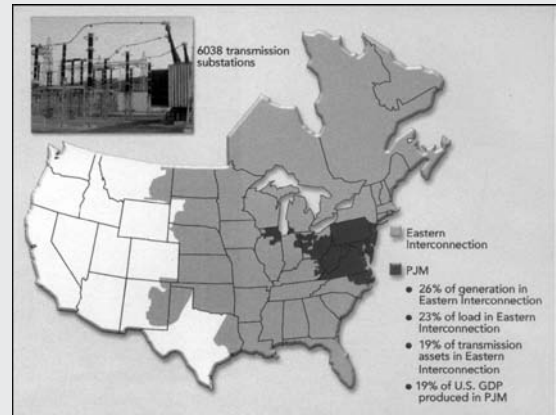 6038 transmission
substations
Eastern
Interconnection
PJM
• 26% of generation in
Eastern Interconnection
• 23% of load in Eastern
Interconnection
• 19% of transmission
assets in Eastern
Interconnection
• 19% of U.S. GDP
produced in PJM